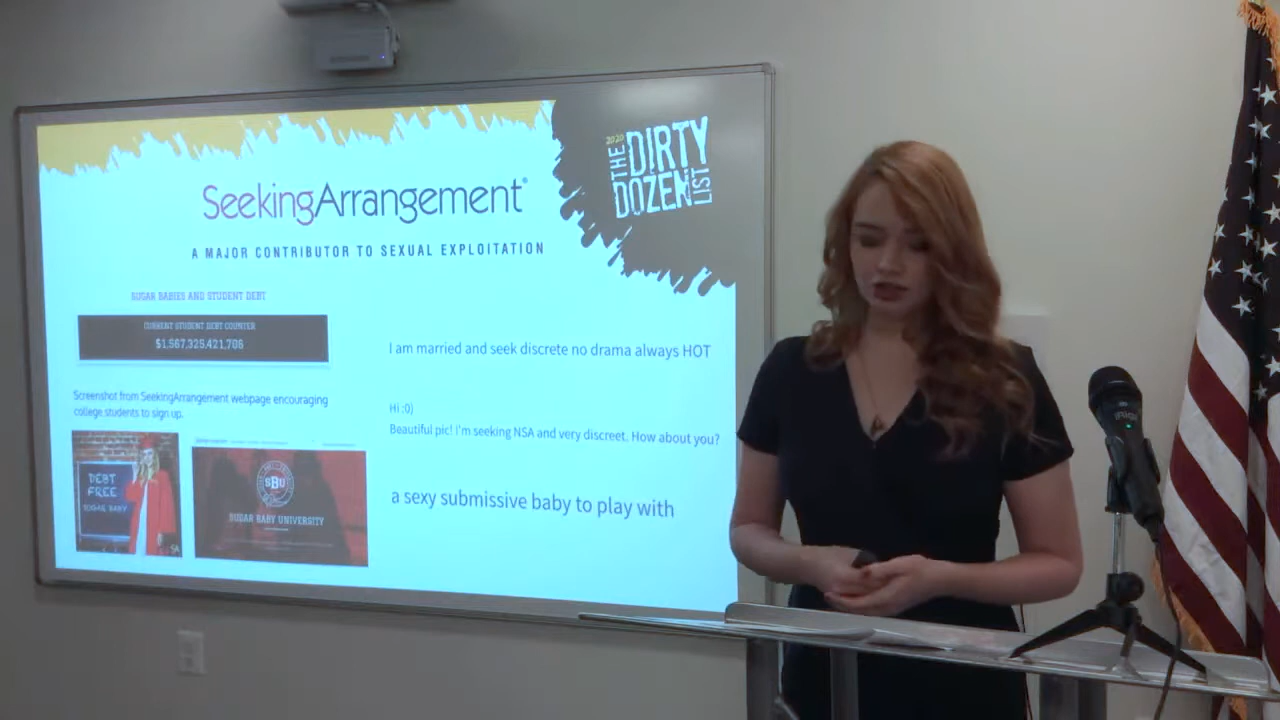 2020
THE
DIRTY
DOZEN
LIST
SeekingArrangement®
A MAJOR CONTRIBUTOR TO SEXUAL EXPLOITATION
SUGAR BABIES AND STUDENT DEBT
CURRENT STUDENT DEBT COUNTER
$1,567,325,421,706
Screenshot from SeekingArrangement webpage encouraging
college students to sign up.
DEBT
FREE
SUGAR BABY
SA
SBU
SUGAR BABY UNIVERSITY
I am married and seek discrete no drama always HOT
Hi ;0)
Beautiful pic! I'm seeking NSA and very discreet. How about you?
a sexy submissive baby to play with
iRig